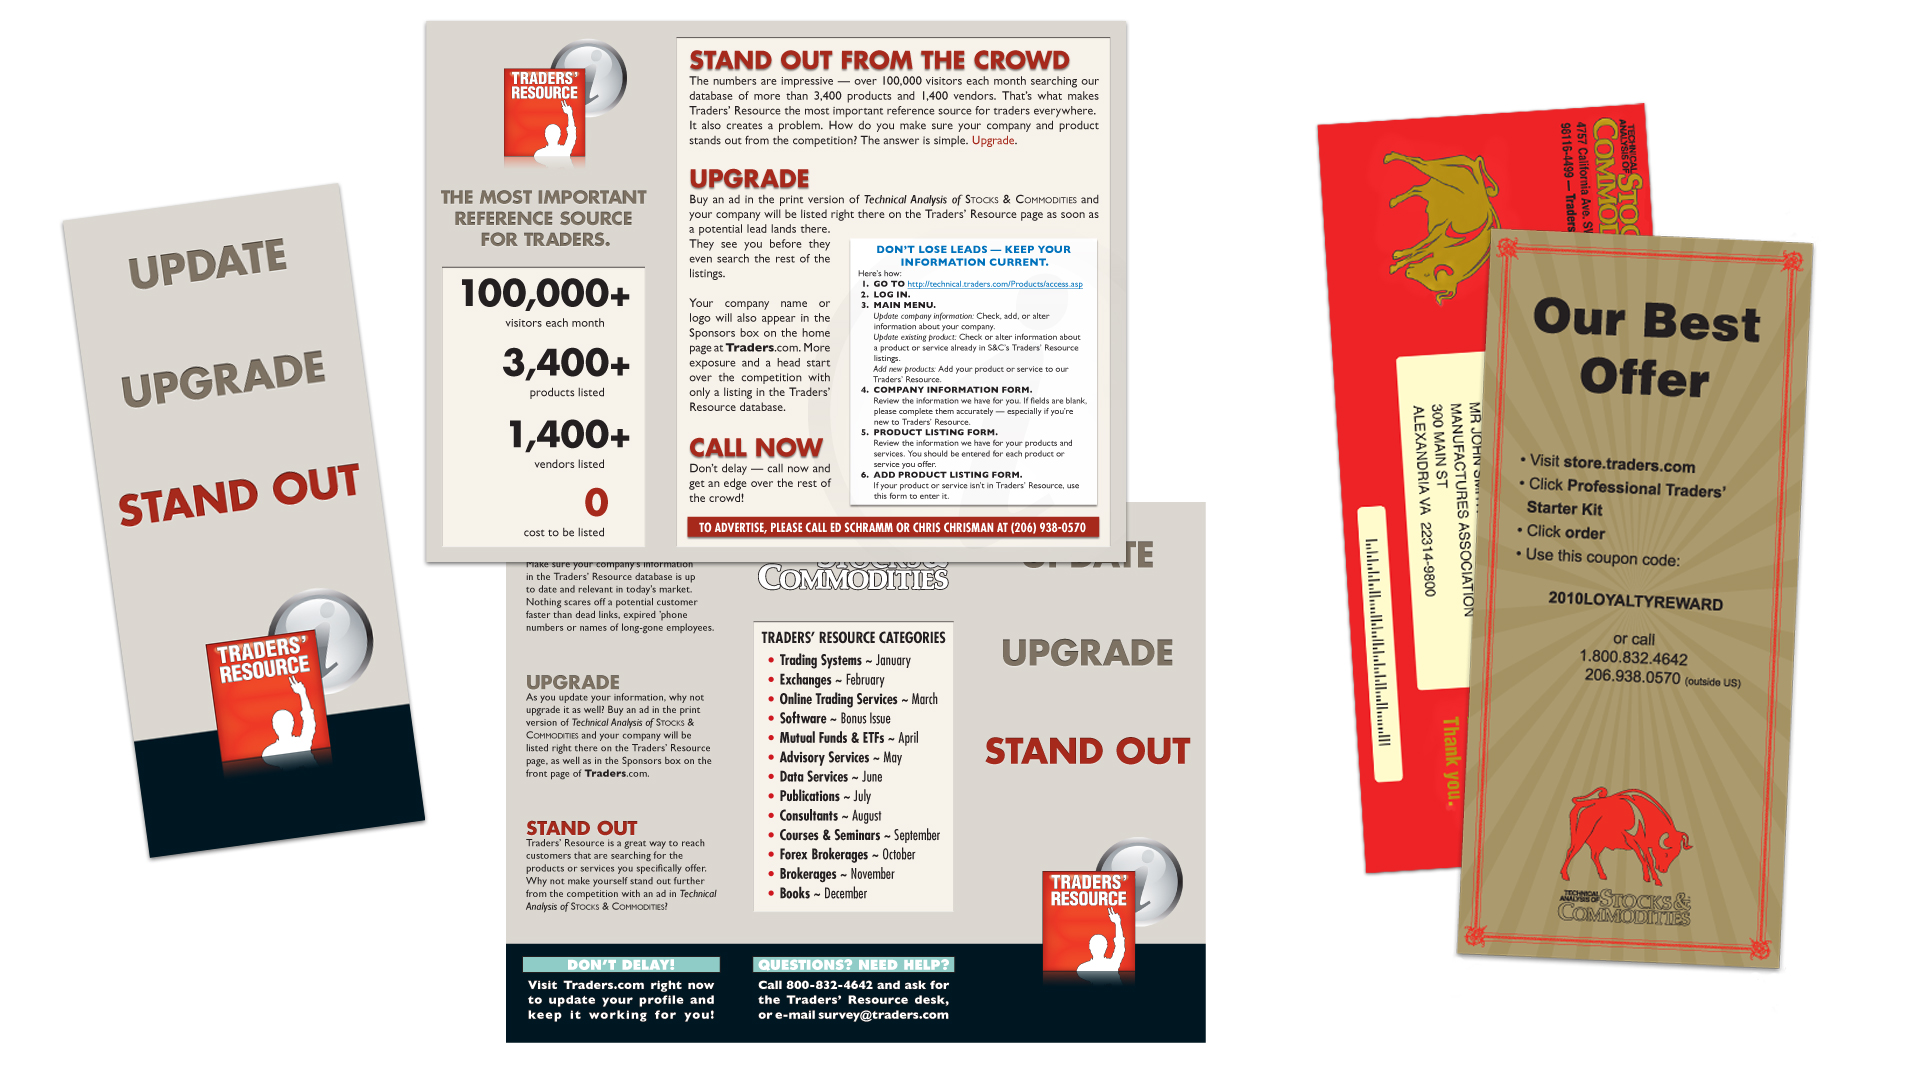 UPDATE
UPGRADE
STAND OUT
TRADERS'
RESOURCE
TRADERS'
RESOURCE
THE MOST IMPORTANT
REFERENCE SOURCE
FOR TRADERS.
100,000+
visitors each month
3,400+
products listed
1,400+
vendors listed
0
cost to be listed
STAND OUT FROM THE CROWD
The numbers are impressive — over 100,000 visitors each month searching our
database of more than 3,400 products and 1,400 vendors. That's what makes
Traders' Resource the most important reference source for traders everywhere.
It also creates a problem. How do you make sure your company and product
stands out from the competition? The answer is simple. Upgrade.
UPGRADE
Buy an ad in the print version of Technical Analysis of STOCKS & COMMODITIES and
your company will be listed right there on the Traders' Resource page as soon as
a potential lead lands there.
They see you before they
even search the rest of the
listings.
Your company name or
logo will also appear in the
Sponsors box on the home
page at Traders.com. More
exposure and a head start
over the competition with
only a listing in the Traders'
Resource database.
CALL NOW
Don't delay — call now and
get an edge over the rest of
the crowd!
DON'T LOSE LEADS — KEEP YOUR
INFORMATION CURRENT.
Here's how:
1. GO TO http://technical.traders.com/Products/access.asp
2. LOG IN.
3. MAIN MENU.
Update company information: Check, add, or alter
information about your company.
Update existing product: Check or alter information about
a product or service already in S&C's Traders' Resource
listings.
Add new products: Add your product or service to our
Traders' Resource.
4. COMPANY INFORMATION FORM.
Review the information we have for you. If fields are blank,
please complete them accurately — especially if you're
new to Traders' Resource.
5. PRODUCT LISTING FORM.
Review the information we have for your products and
services. You should be entered for each product or
service you offer.
6. ADD PRODUCT LISTING FORM.
If your product or service isn't in Traders' Resource, use
this form to enter it.
TO ADVERTISE, PLEASE CALL ED SCHRAMM OR CHRIS CHRISMAN AT (206) 938-0570
Make sure your company's information
in the Traders' Resource database is up
to date and relevant in today's market.
Nothing scares off a potential customer
faster than dead links, expired 'phone
numbers or names of long-gone employees.
UPGRADE
As you update your information, why not
upgrade it as well? Buy an ad in the print
version of Technical Analysis of STOCKS &
COMMODITIES and your company will be
listed right there on the Traders' Resource
page, as well as in the Sponsors box on the
front page of Traders.com.
STAND OUT
Traders' Resource is a great way to reach
customers that are searching for the
products or services you specifically offer.
Why not make yourself stand out further
from the competition with an ad in Technical
Analysis of STOCKS & COMMODITIES?
DON'T DELAY!
Visit Traders.com right now
to update your profile and
keep it working for you!
STOCKS &
COMMODITIES
TRADERS' RESOURCE CATEGORIES
• Trading Systems ~ January
• Exchanges ~ February
• Online Trading Services ~ March
• Software ~ Bonus Issue
• Mutual Funds & ETFs ~ April
• Advisory Services ~ May
• Data Services ~ June
• Publications ~ July
• Consultants ~ August
• Courses & Seminars ~ September
• Forex Brokerages ~ October
• Brokerages ~ November
• Books ~ December
QUESTIONS? NEED HELP?
Call 800-832-4642 and ask for
the Traders' Resource desk,
or e-mail survey@traders.com
UPDATE
UPGRADE
STAND OUT
TRADERS'
RESOURCE
TECHNICAL
ANALYSIS OF
4757 California Ave. SW
98116-4499 — Traders
MR JOHN
MANUFACTURES ASSOCIATION
300 MAIN ST
ALEXANDRIA VA 22314-9800
Thank you.
Our Best
Offer
• Visit store.traders.com
• Click Professional Traders'
Starter Kit
• Click order
• Use this coupon code:
2010LOYALTYREWARD
or call
1.800.832.4642
206.938.0570 (outside US)
TECHNICAL
ANALYSIS OF
STOCKS &
COMMODITIES